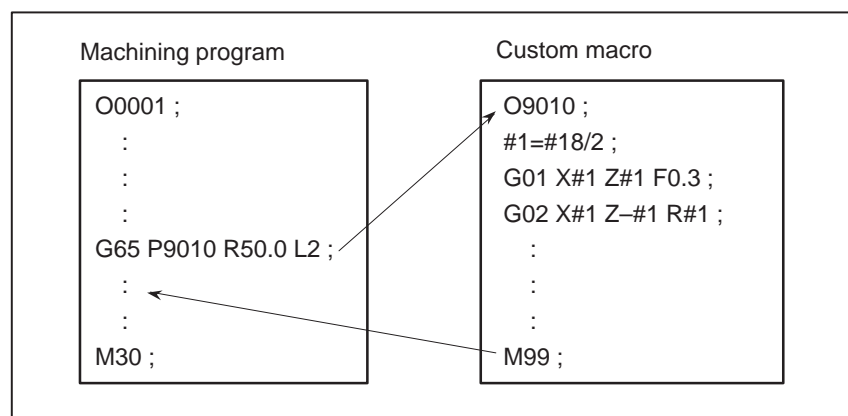 Machining program
O0001 ;
:
:
:
G65 P9010 R50.0 L2 ;
:
:
M30 ;
Custom macro
O9010 ;
#1=#18/2 ;
G01 X#1 Z#1 F0.3 ;
G02 X#1 Z–#1 R#1 ;
:
:
:
M99 ;